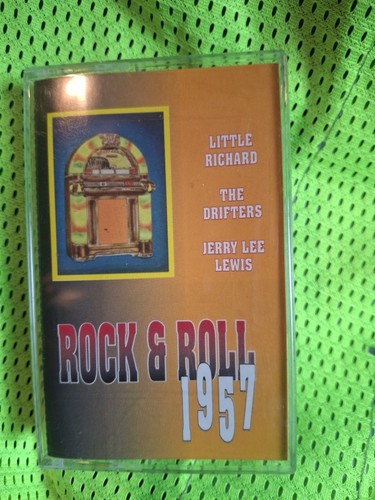 LITTLE
RICHARD
THE
DRIFTERS
JERRY LEE
LEWIS
ROCK & ROLL
1957